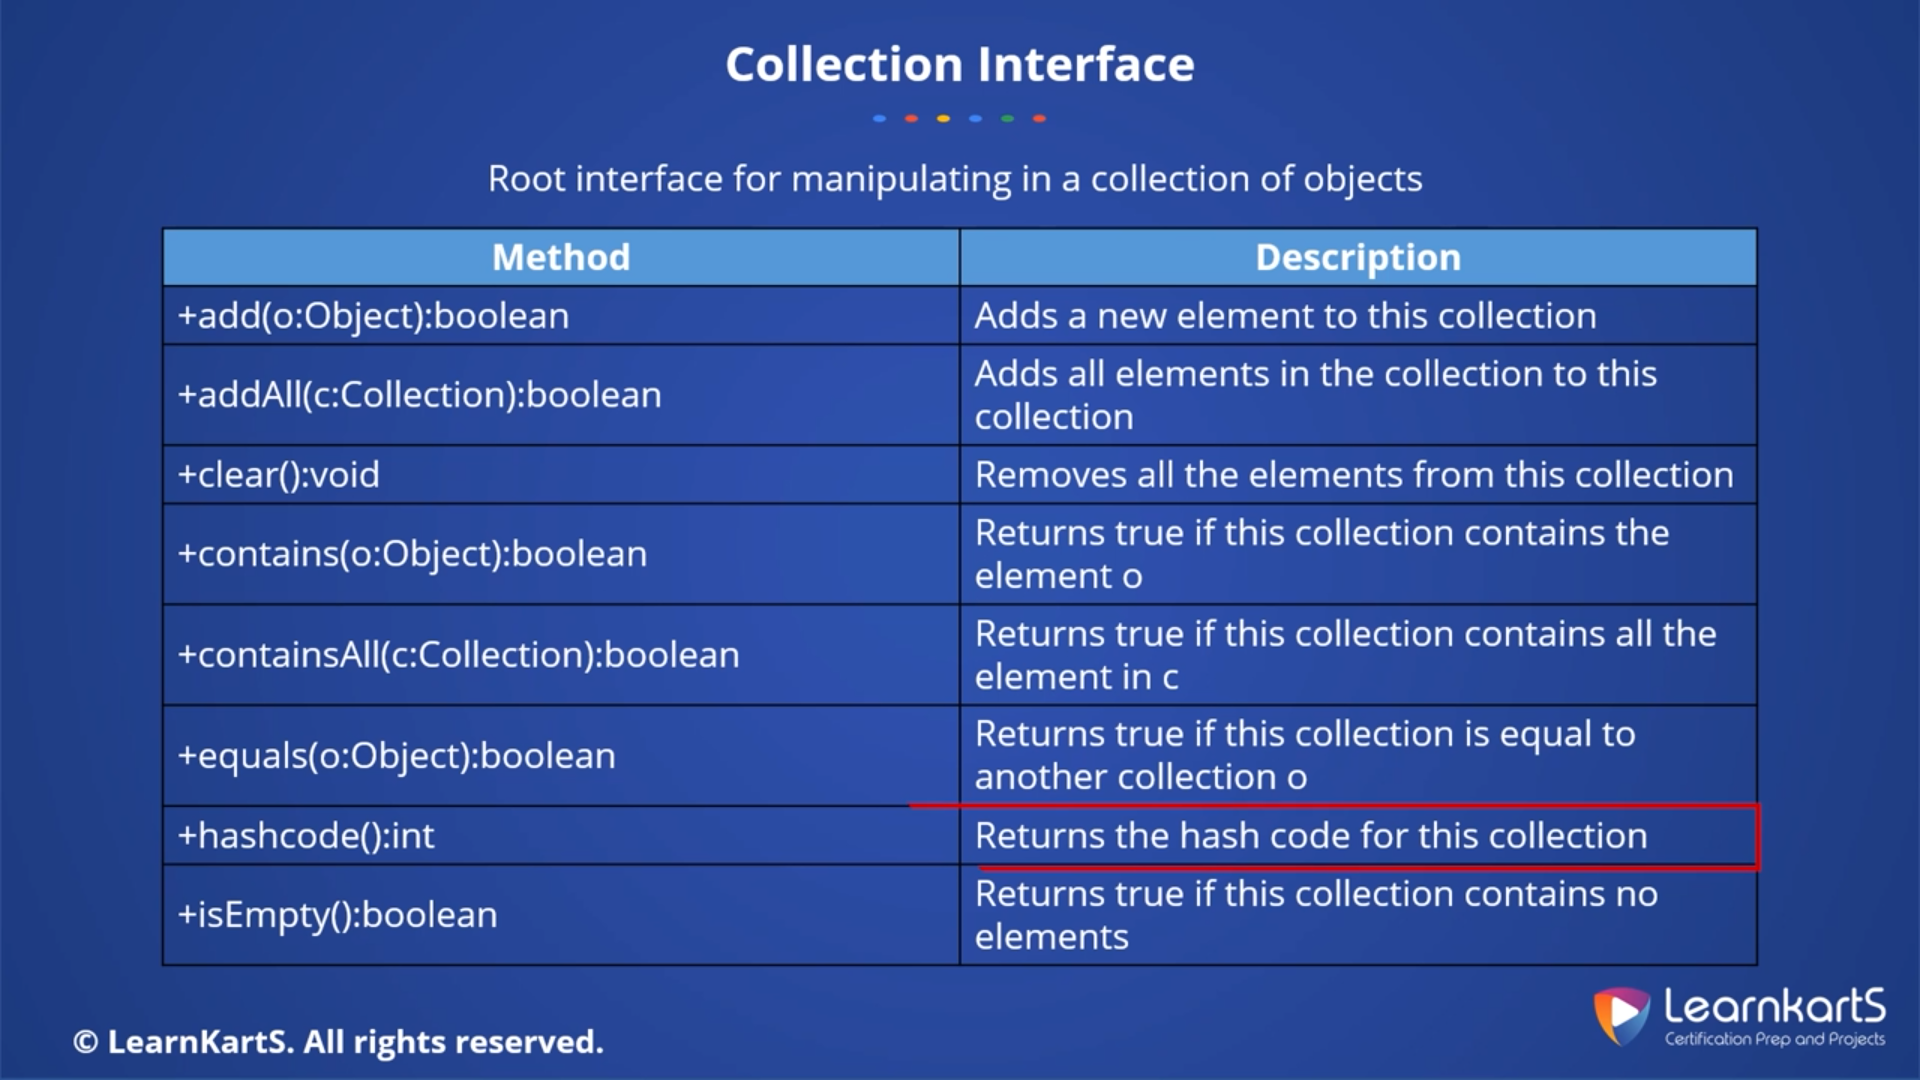 Collection Interface
Root interface for manipulating in a collection of objects
Method
Description
+add(o:Object):boolean
Adds a new element to this collection
+addAll(c:Collection):boolean
Adds all elements in the collection to this
collection
+clear():void
Removes all the elements from this collection
+contains(o:Object):boolean
Returns true if this collection contains the
element o
+containsAll(c:Collection):boolean
Returns true if this collection contains all the
element in c
+equals(o:Object):boolean
Returns true if this collection is equal to
another collection o
+hashcode():int
Returns the hash code for this collection
+isEmpty():boolean
Returns true if this collection contains no
elements
© LearnKartS. All rights reserved.
LearnkartS
Certification Prep and Projects